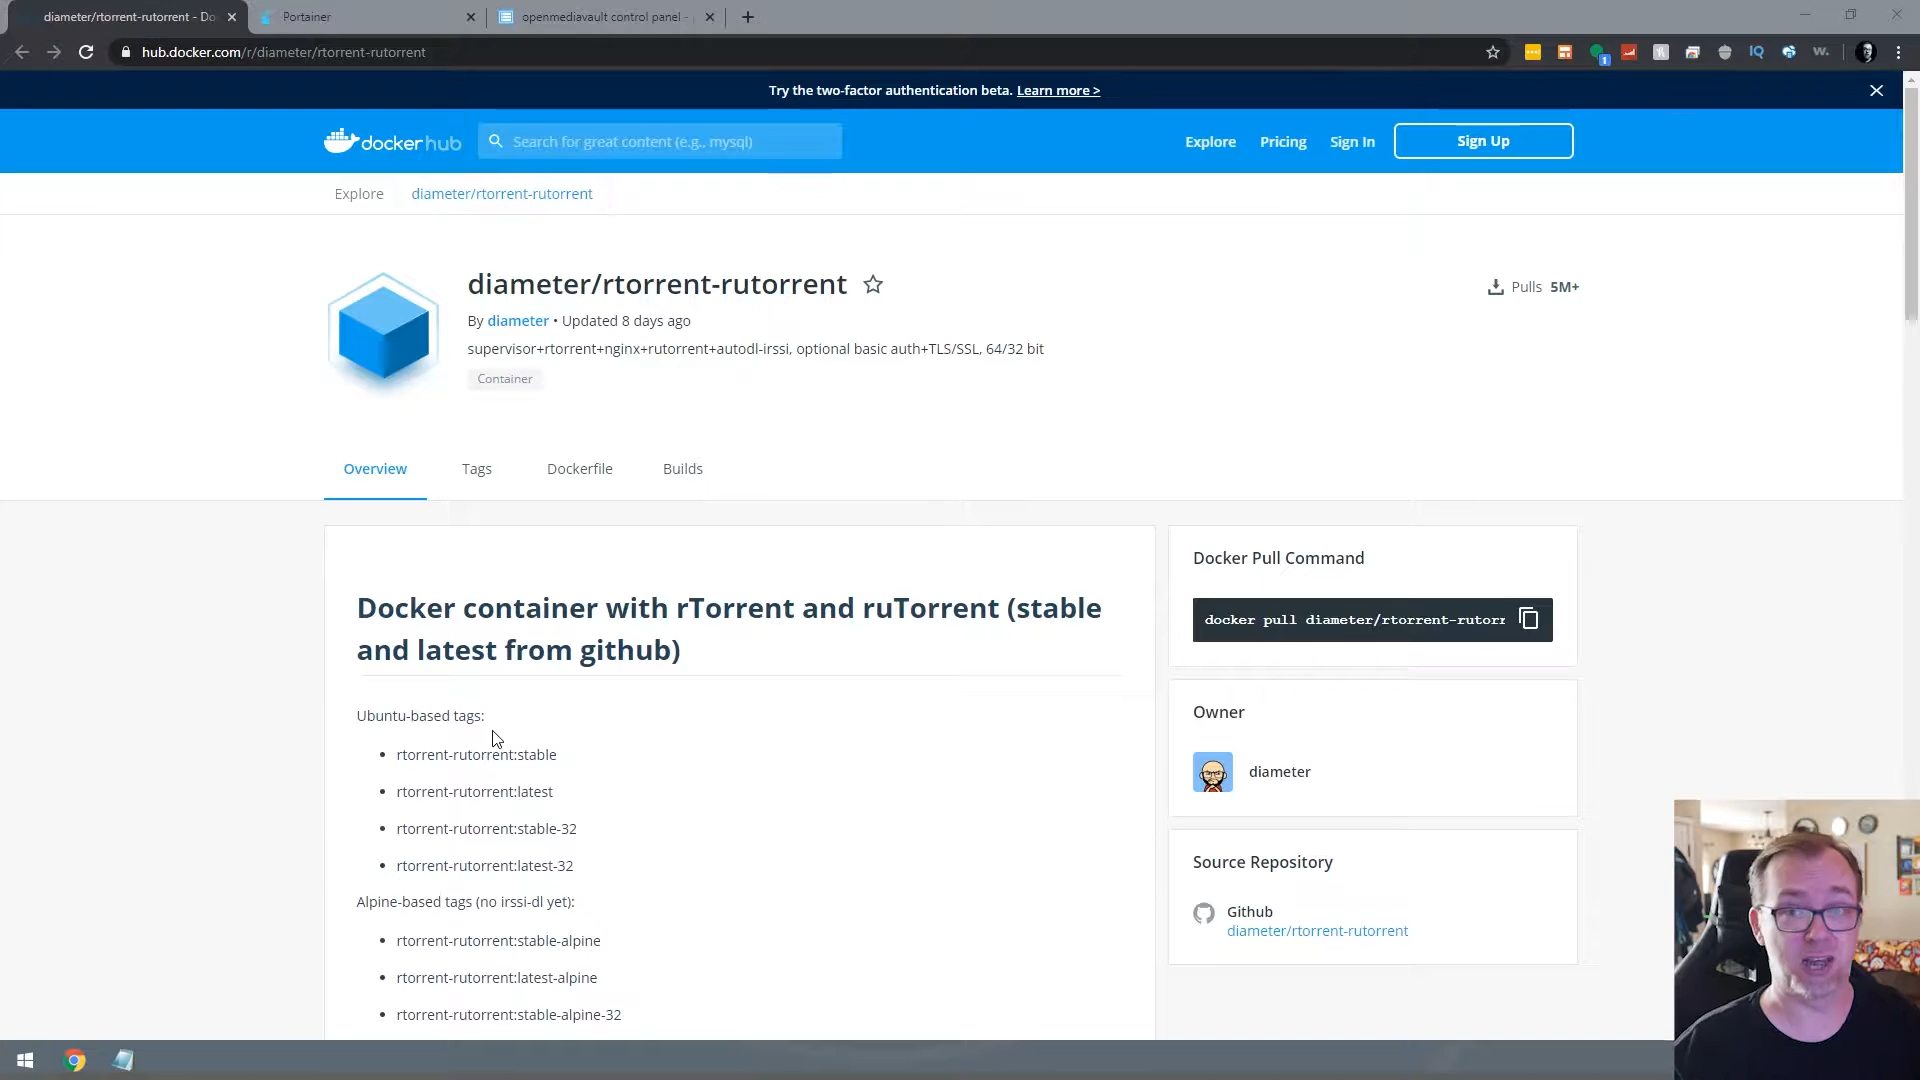 diameter/rtorrent-rutorrent - Do
Portainer
openmediavault control panel -
hub.docker.com/r/diameter/rtorrent-rutorrent
1
IQ
w.
Try the two-factor authentication beta. Learn more >
docker hub
Search for great content (e.g., mysql)
Explore
Pricing
Sign In
Sign Up
Explore
diameter/rtorrent-rutorrent
diameter/rtorrent-rutorrent
Pulls 5M+
By diameter • Updated 8 days ago
supervisor+rtorrent+nginx+rutorrent+autodl-irssi, optional basic auth+TLS/SSL, 64/32 bit
Container
Overview
Tags
Dockerfile
Builds
Docker container with rTorrent and ruTorrent (stable
and latest from github)
Ubuntu-based tags:
• rtorrent-rutorrent:stable
• rtorrent-rutorrent:latest
• rtorrent-rutorrent:stable-32
• rtorrent-rutorrent:latest-32
Alpine-based tags (no irssi-dl yet):
• rtorrent-rutorrent:stable-alpine
• rtorrent-rutorrent:latest-alpine
• rtorrent-rutorrent:stable-alpine-32
Docker Pull Command
docker pull diameter/rtorrent-rutorr
Owner
diameter
Source Repository
Github
diameter/rtorrent-rutorrent